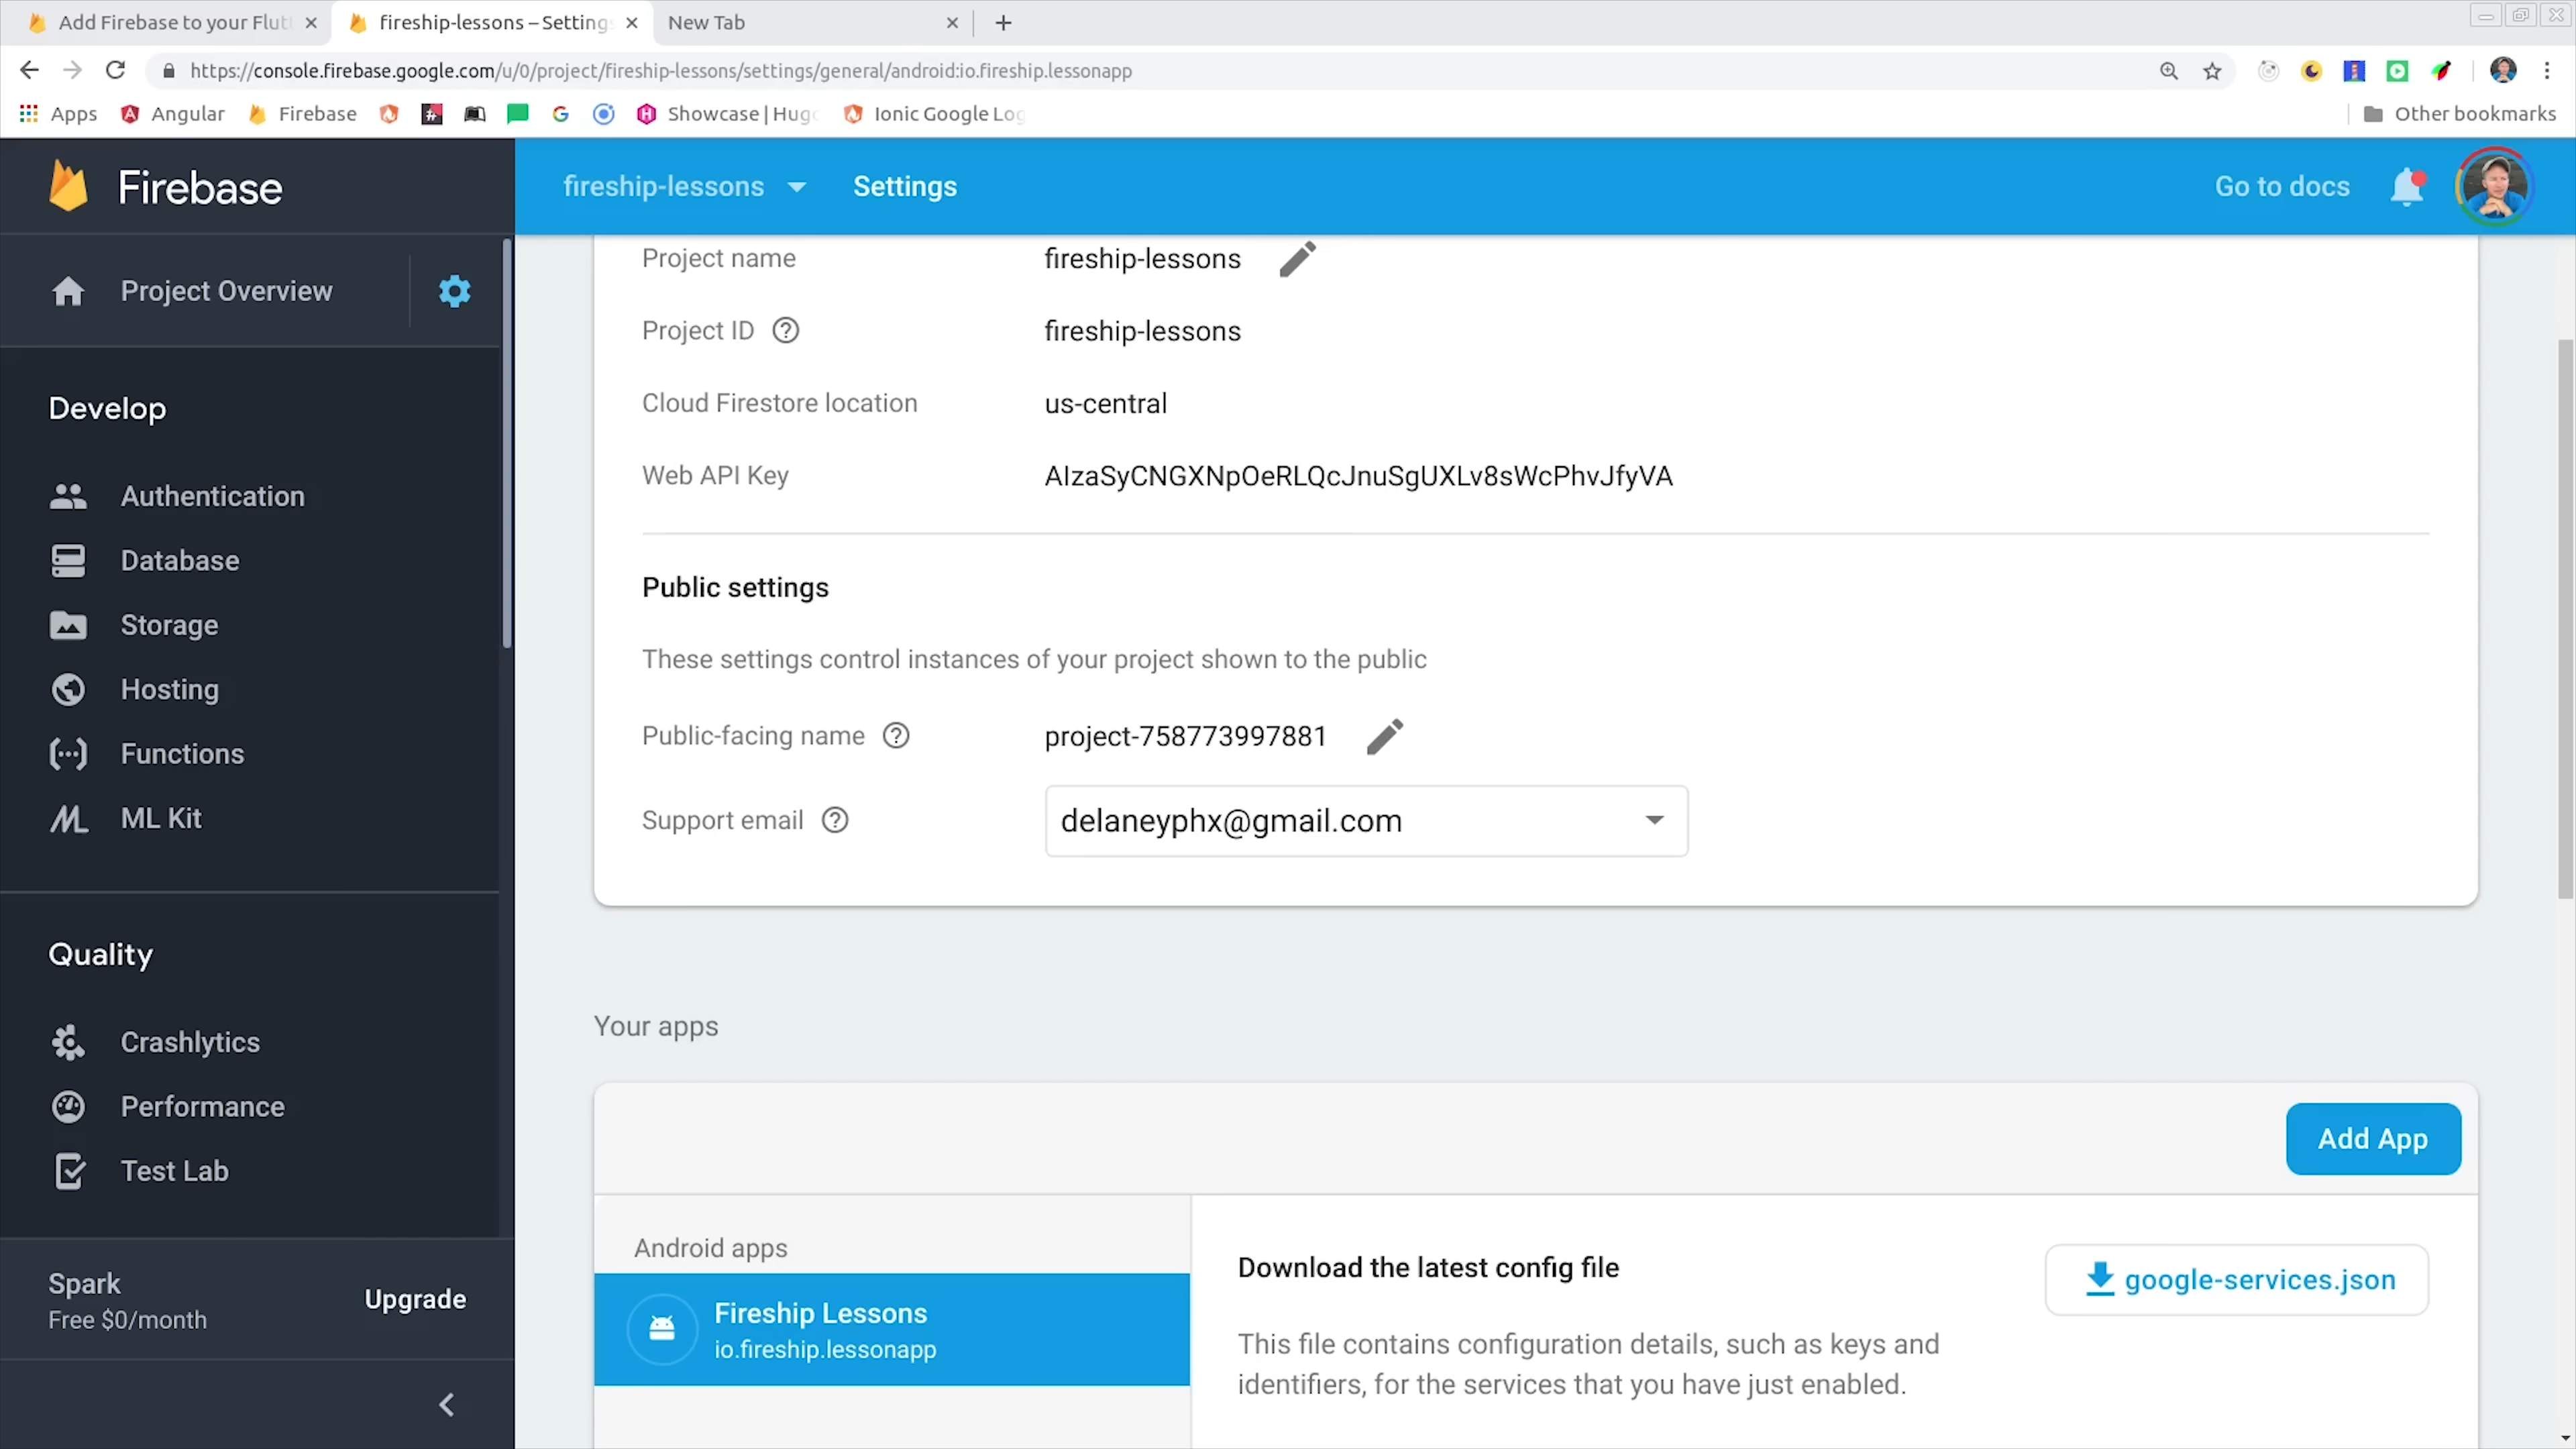 Add Firebase to your Flut
fireship-lessons – Settings
New Tab
https://console.firebase.google.com/u/0/project/fireship-lessons/settings/general/android:io.fireship.lessonapp
Apps
Angular
Firebase
Showcase | Hugo
Ionic Google Log
Other bookmarks
Firebase
fireship-lessons
Settings
Go to docs
Project Overview
Develop
Authentication
Database
Storage
Hosting
Functions
ML Kit
Quality
Crashlytics
Performance
Test Lab
Spark
Free $0/month
Upgrade
Project name
fireship-lessons
Project ID
fireship-lessons
Cloud Firestore location
us-central
Web API Key
AIzaSyCNGXNpOeRLQcJnuSgUXLv8sWcPhvJfyVA
Public settings
These settings control instances of your project shown to the public
Public-facing name
project-758773997881
Support email
delaneyphx@gmail.com
Your apps
Add App
Android apps
Fireship Lessons
io.fireship.lessonapp
Download the latest config file
google-services.json
This file contains configuration details, such as keys and
identifiers, for the services that you have just enabled.